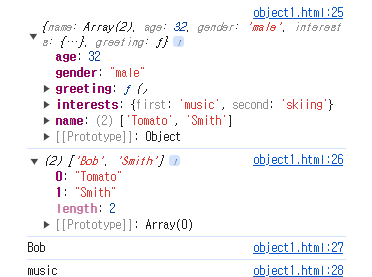 object1.html:25
{name: Array(2), age: 32, gender: 'male', interest
s: {…}, greeting: ƒ} i
age: 32
gender: "male"
greeting: ƒ (,
interests: {first: 'music', second: 'skiing'}
name: (2) ['Tomato', 'Smith']
[[Prototype]]: Object
(2) ['Bob', 'Smith'] i object1.html:26
0: "Tomato"
1: "Smith"
length: 2
[[Prototype]]: Array(0)
Bob object1.html:27
music object1.html:28